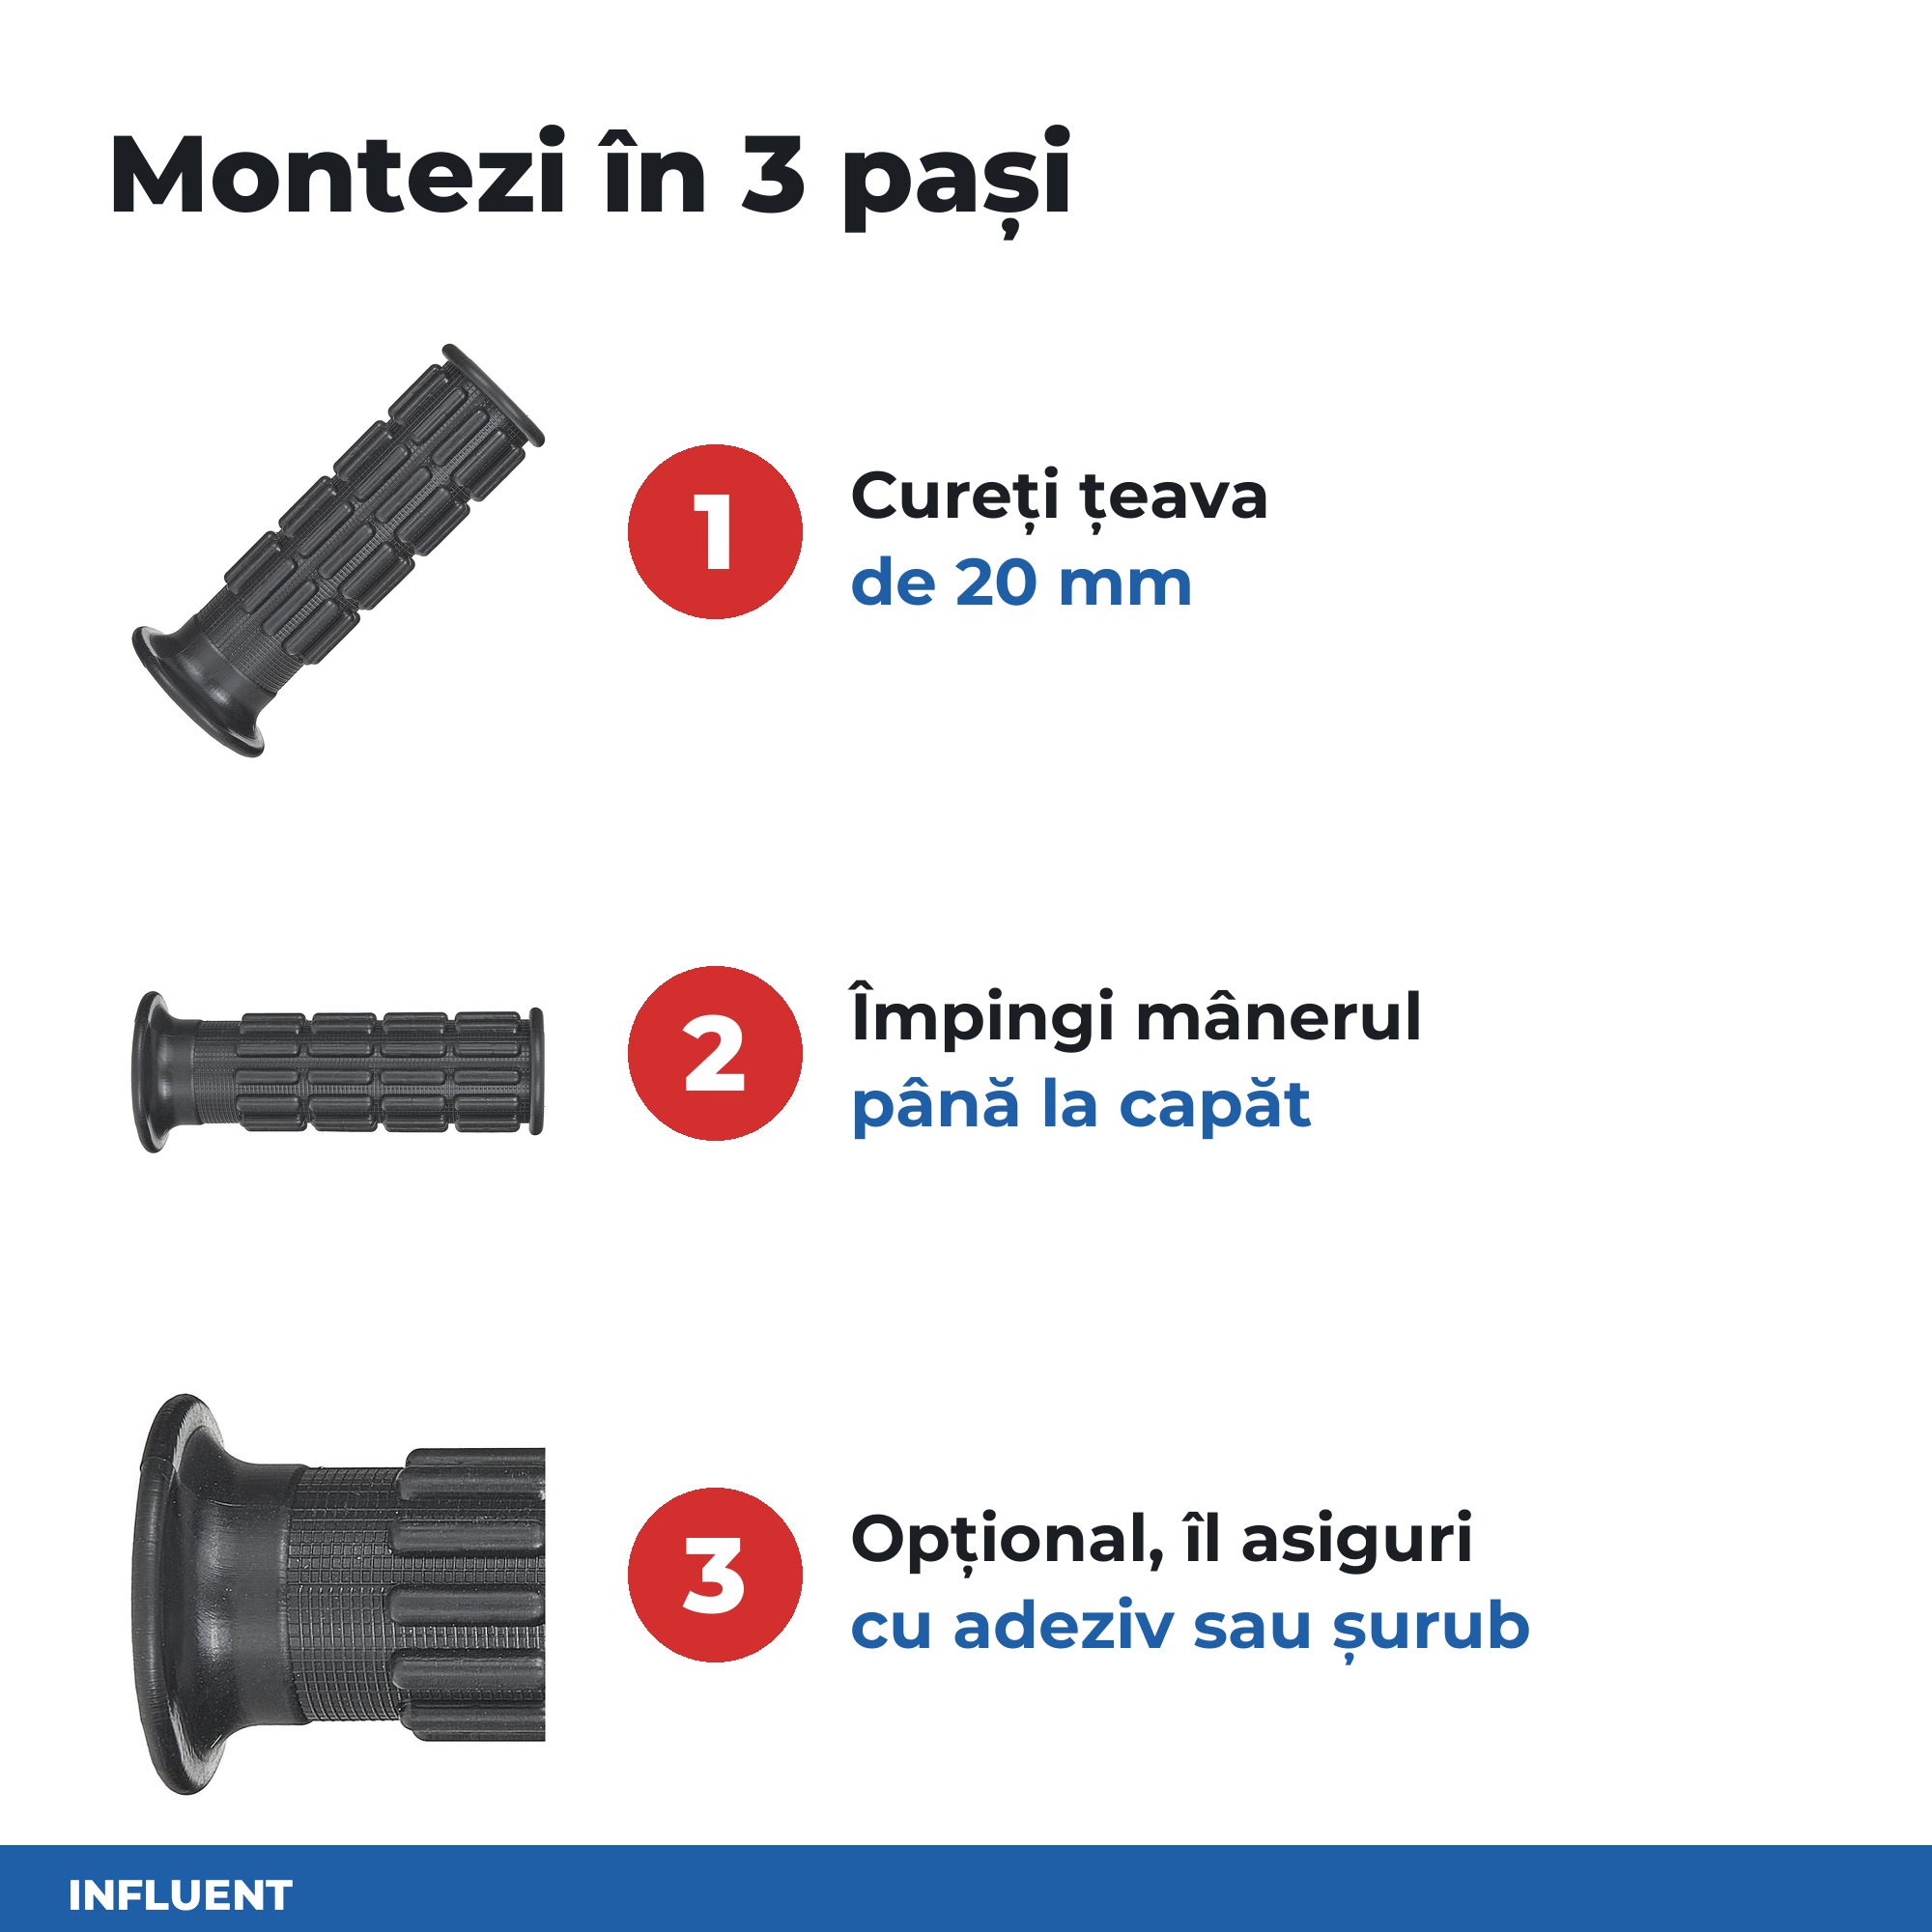 Montezi în 3 pași
1
Cureți țeava
de 20 mm
2
Împingi mânerul
până la capăt
3
Opțional, îl asiguri
cu adeziv sau șurub
INFLUENT